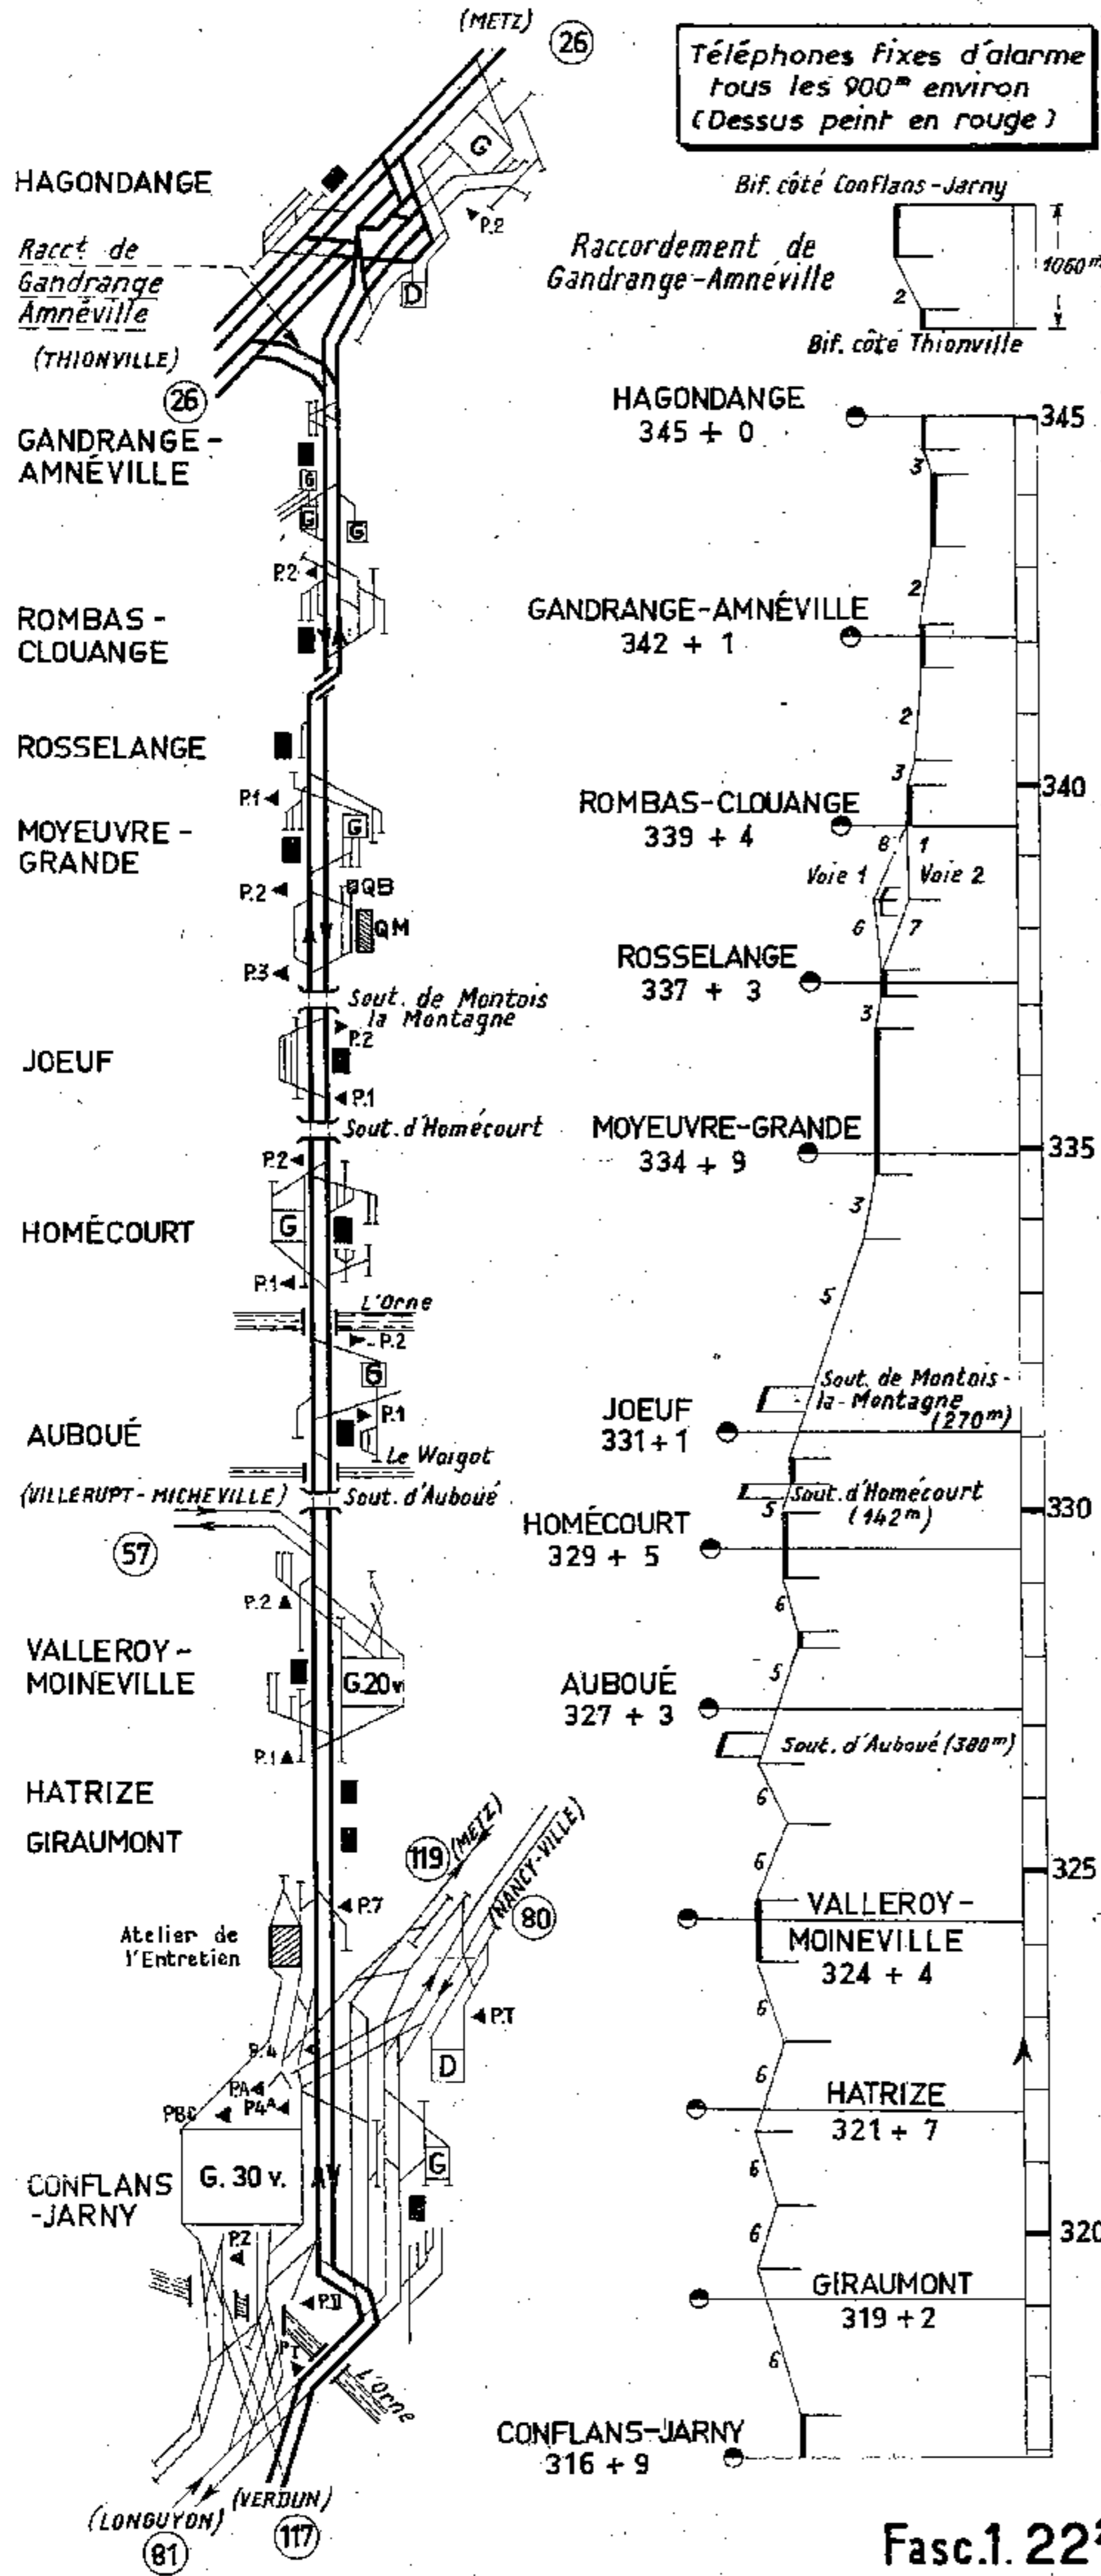 (METZ)
26
Téléphones fixes d'alarme
tous les 900m environ
(Dessus peint en rouge)
HAGONDANGE
G
P.2
Racct de
Gandrange
Amnéville
D
(THIONVILLE)
26
GANDRANGE-
AMNÉVILLE
G
G
G
P.2
ROMBAS-
CLOUANGE
ROSSELANGE
P.1
MOYEUVRE-
GRANDE
G
P.2
QB
QM
P.3
Sout. de Montois
la Montagne
P.2
JOEUF
P.1
Sout. d'Homécourt
P.2
HOMÉCOURT
G
P.1
L'Orne
P.2
G
P.1
AUBOUÉ
Le Woigot
(VILLERUPT-MICHEVILLE)
Sout. d'Auboué
57
P.2
VALLEROY-
MOINEVILLE
G.20v
P.1
HATRIZE
GIRAUMONT
119
(METZ)
(NANCY-VILLE)
80
P.7
Atelier de
l'Entretien
P.T
D
P.4
P.A
P4A
G
CONFLANS
-JARNY
G. 30 v.
P.2
P.T
L'Orne
(LONGUYON)
81
(VERDUN)
117
Bif. côté Conflans-Jarny
Raccordement de
Gandrange-Amnéville
1060m
2
Bif. côté Thionville
HAGONDANGE
345 + 0
345
3
2
GANDRANGE-AMNÉVILLE
342 + 1
2
3
340
ROMBAS-CLOUANGE
339 + 4
8
1
Voie 1
Voie 2
6
7
ROSSELANGE
337 + 3
3
MOYEUVRE-GRANDE
334 + 9
335
3
5
Sout. de Montois-
la-Montagne
(270m)
JOEUF
331 + 1
Sout. d'Homécourt
(142m)
5
330
HOMÉCOURT
329 + 5
6
5
AUBOUÉ
327 + 3
Sout. d'Auboué (380m)
6
6
325
VALLEROY-
MOINEVILLE
324 + 4
6
6
HATRIZE
321 + 7
6
6
320
GIRAUMONT
319 + 2
6
CONFLANS-JARNY
316 + 9
Fasc.1. 22²